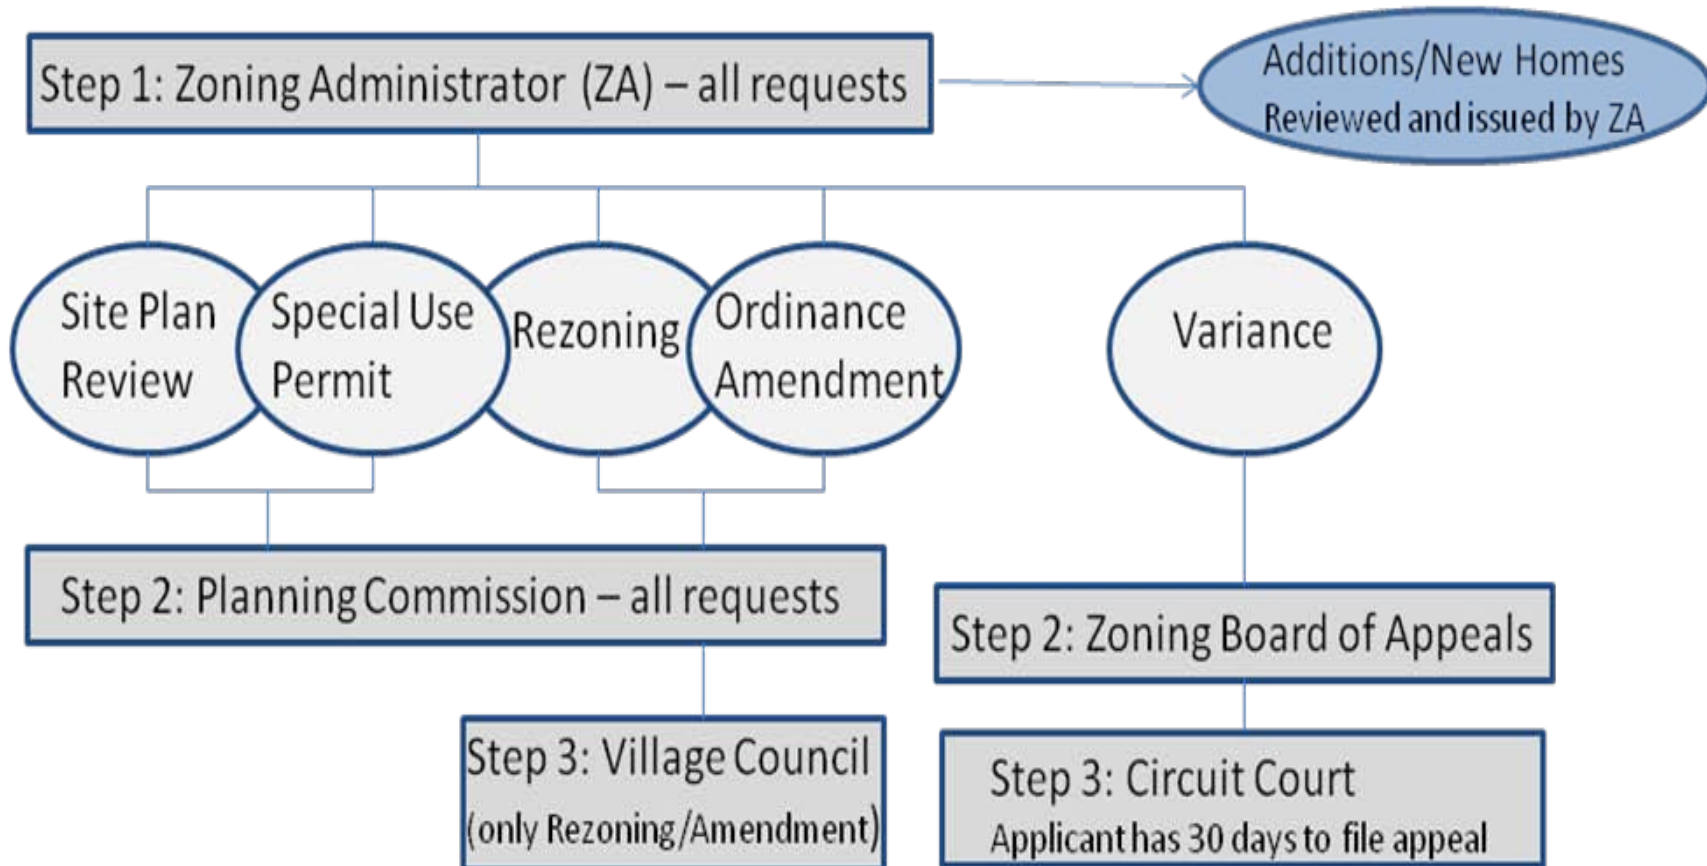 Step 1: Zoning Administrator (ZA) – all requests
Additions/New Homes
Reviewed and issued by ZA
Site Plan
Review
Special Use
Permit
Rezoning
Ordinance
Amendment
Variance
Step 2: Planning Commission – all requests
Step 2: Zoning Board of Appeals
Step 3: Village Council
(only Rezoning/Amendment)
Step 3: Circuit Court
Applicant has 30 days to file appeal